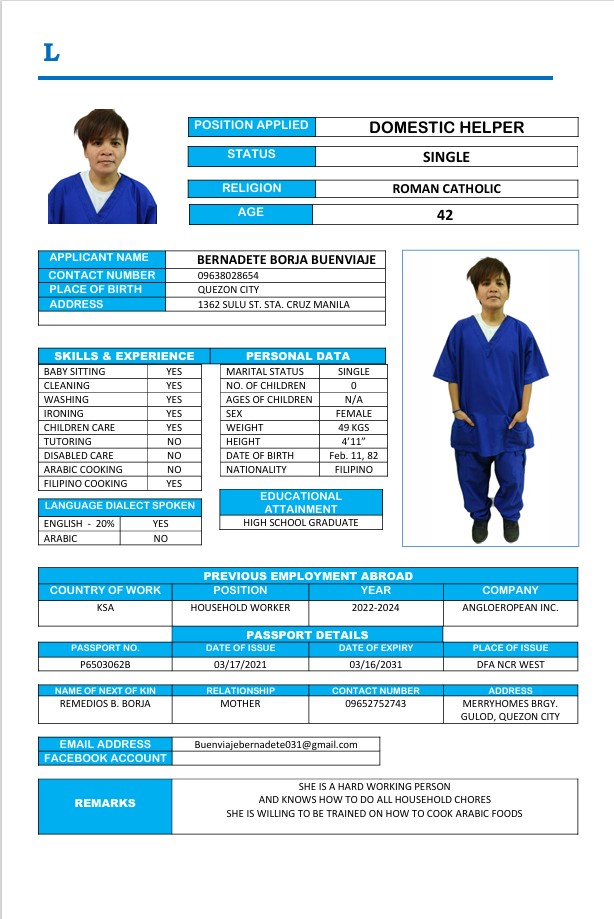 L
POSITION APPLIED DOMESTIC HELPER
STATUS SINGLE
RELIGION ROMAN CATHOLIC
AGE 42
APPLICANT NAME BERNADETE BORJA BUENVIAJE
CONTACT NUMBER 09638028654
PLACE OF BIRTH QUEZON CITY
ADDRESS 1362 SULU ST. STA. CRUZ MANILA
SKILLS & EXPERIENCE PERSONAL DATA
BABY SITTING YES MARITAL STATUS SINGLE
CLEANING YES NO. OF CHILDREN 0
WASHING YES AGES OF CHILDREN N/A
IRONING YES SEX FEMALE
CHILDREN CARE YES WEIGHT 49 KGS
TUTORING NO HEIGHT 4’11”
DISABLED CARE NO DATE OF BIRTH Feb. 11, 82
ARABIC COOKING NO NATIONALITY FILIPINO
FILIPINO COOKING YES
LANGUAGE DIALECT SPOKEN
ENGLISH - 20% YES
ARABIC NO
EDUCATIONAL
ATTAINMENT
HIGH SCHOOL GRADUATE
PREVIOUS EMPLOYMENT ABROAD
COUNTRY OF WORK POSITION YEAR COMPANY
KSA HOUSEHOLD WORKER 2022-2024 ANGLOEROPEAN INC.
PASSPORT DETAILS
PASSPORT NO. DATE OF ISSUE DATE OF EXPIRY PLACE OF ISSUE
P6503062B 03/17/2021 03/16/2031 DFA NCR WEST
NAME OF NEXT OF KIN RELATIONSHIP CONTACT NUMBER ADDRESS
REMEDIOS B. BORJA MOTHER 09652752743 MERRYHOMES BRGY.
GULOD, QUEZON CITY
EMAIL ADDRESS Buenviajebernadete031@gmail.com
FACEBOOK ACCOUNT
REMARKS
SHE IS A HARD WORKING PERSON
AND KNOWS HOW TO DO ALL HOUSEHOLD CHORES
SHE IS WILLING TO BE TRAINED ON HOW TO COOK ARABIC FOODS